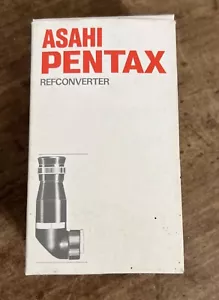 ASAHI
PENTAX
REFCONVERTER